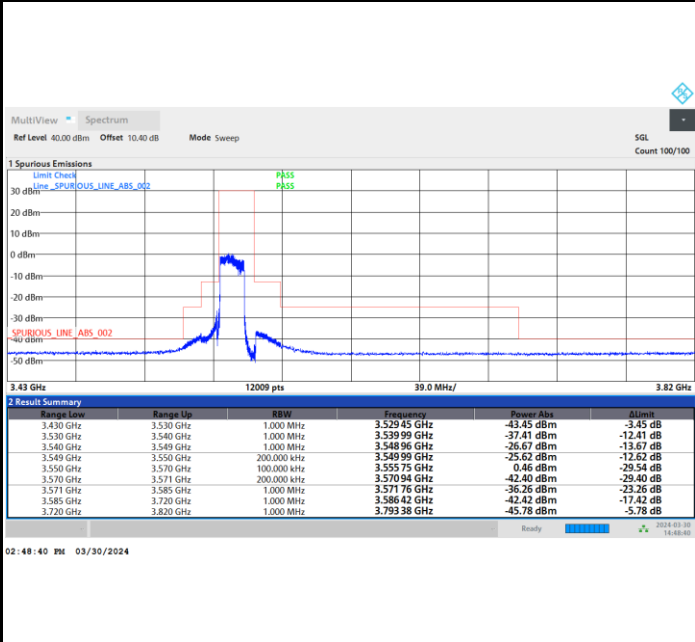 MultiView Spectrum
Ref Level 40.00 dBm Offset 10.40 dB Mode Sweep SGL
Count 100/100
1 Spurious Emissions
Limit Check PASS
Line _SPURIOUS_LINE_ABS_002 PASS
30 dBm
20 dBm
10 dBm
0 dBm
-10 dBm
-20 dBm
-30 dBm
_SPURIOUS_LINE_ABS_002
-40 dBm
-50 dBm
3.43 GHz 12009 pts 39.0 MHz/ 3.82 GHz
2 Result Summary
Range Low Range Up RBW Frequency Power Abs ΔLimit
3.430 GHz 3.530 GHz 1.000 MHz 3.529 45 GHz -43.45 dBm -3.45 dB
3.530 GHz 3.540 GHz 1.000 MHz 3.539 99 GHz -37.41 dBm -12.41 dB
3.540 GHz 3.549 GHz 1.000 MHz 3.548 96 GHz -26.67 dBm -13.67 dB
3.549 GHz 3.550 GHz 200.000 kHz 3.549 99 GHz -25.62 dBm -12.62 dB
3.550 GHz 3.570 GHz 100.000 kHz 3.555 75 GHz 0.46 dBm -29.54 dB
3.570 GHz 3.571 GHz 200.000 kHz 3.570 94 GHz -42.40 dBm -29.40 dB
3.571 GHz 3.585 GHz 1.000 MHz 3.571 76 GHz -36.26 dBm -23.26 dB
3.585 GHz 3.720 GHz 1.000 MHz 3.586 42 GHz -42.42 dBm -17.42 dB
3.720 GHz 3.820 GHz 1.000 MHz 3.793 38 GHz -45.78 dBm -5.78 dB
Ready 2024-03-30
14:48:40
02:48:40 PM 03/30/2024